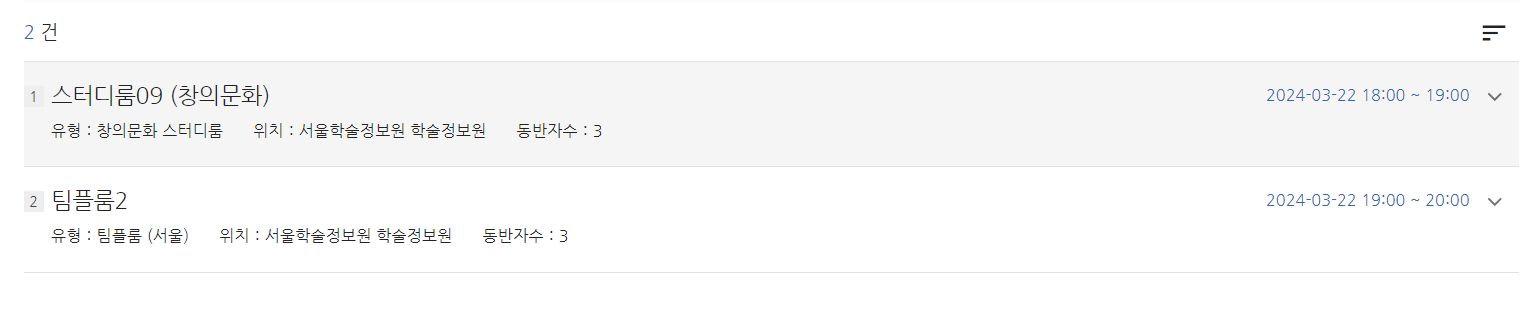 2 건
1 스터디룸09 (창의문화) 2024-03-22 18:00 ~ 19:00
유형 : 창의문화 스터디룸 위치 : 서울학술정보원 학술정보원 동반자수 : 3
2 팀플룸2 2024-03-22 19:00 ~ 20:00
유형 : 팀플룸 (서울) 위치 : 서울학술정보원 학술정보원 동반자수 : 3